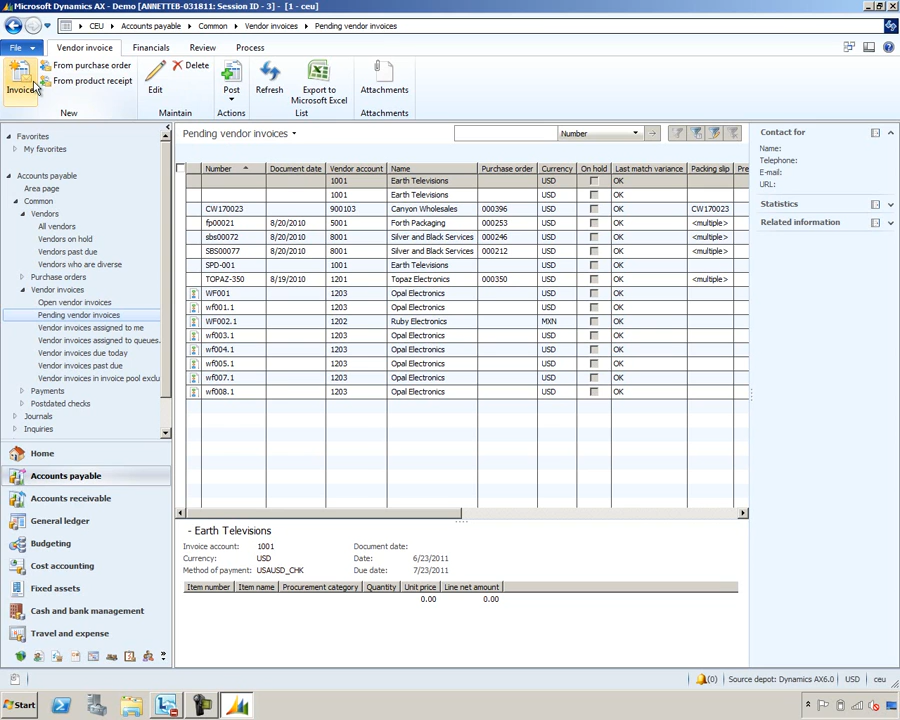 Microsoft Dynamics AX - Demo [ANNETTEB-031811: Session ID - 3] - [1 - ceu]
CEU Accounts payable Common Vendor invoices Pending vendor invoices
File Vendor invoice Financials Review Process
Invoice From purchase order From product receipt Edit Delete Post Refresh Export to Microsoft Excel Attachments
New Maintain Actions List Attachments
Favorites
My favorites
Accounts payable
Area page
Common
Vendors
All vendors
Vendors on hold
Vendors past due
Vendors who are diverse
Purchase orders
Vendor invoices
Open vendor invoices
Pending vendor invoices
Vendor invoices assigned to me
Vendor invoices assigned to queues.
Vendor invoices due today
Vendor invoices past due
Vendor invoices in invoice pool exclu
Payments
Postdated checks
Journals
Inquiries
Home
Accounts payable
Accounts receivable
General ledger
Budgeting
Cost accounting
Fixed assets
Cash and bank management
Travel and expense
Pending vendor invoices Number
Number Document date Vendor account Name Purchase order Currency On hold Last match variance Packing slip Pre
1001 Earth Televisions USD OK
1001 Earth Televisions USD OK
CW170023 900103 Canyon Wholesales 000396 USD OK CW170023
fp00021 8/20/2010 5001 Forth Packaging 000253 USD OK <multiple>
sbs00072 8/20/2010 8001 Silver and Black Services 000246 USD OK <multiple>
SBS00077 8/20/2010 8001 Silver and Black Services 000212 USD OK <multiple>
SPD-001 1001 Earth Televisions USD OK
TOPAZ-350 8/19/2010 1201 Topaz Electronics 000350 USD OK <multiple>
WF001 1203 Opal Electronics USD OK
wf001.1 1203 Opal Electronics USD OK
WF002.1 1202 Ruby Electronics MXN OK
wf003.1 1203 Opal Electronics USD OK
wf004.1 1203 Opal Electronics USD OK
wf005.1 1203 Opal Electronics USD OK
wf007.1 1203 Opal Electronics USD OK
wf008.1 1203 Opal Electronics USD OK
- Earth Televisions
Invoice account: 1001 Document date:
Currency: USD Date: 6/23/2011
Method of payment: USAUSD_CHK Due date: 7/23/2011
Item number Item name Procurement category Quantity Unit price Line net amount
0.00 0.00
Contact for
Name:
Telephone:
E-mail:
URL:
Statistics
Related information
(0) Source depot: Dynamics AX6.0 USD ceu
Start